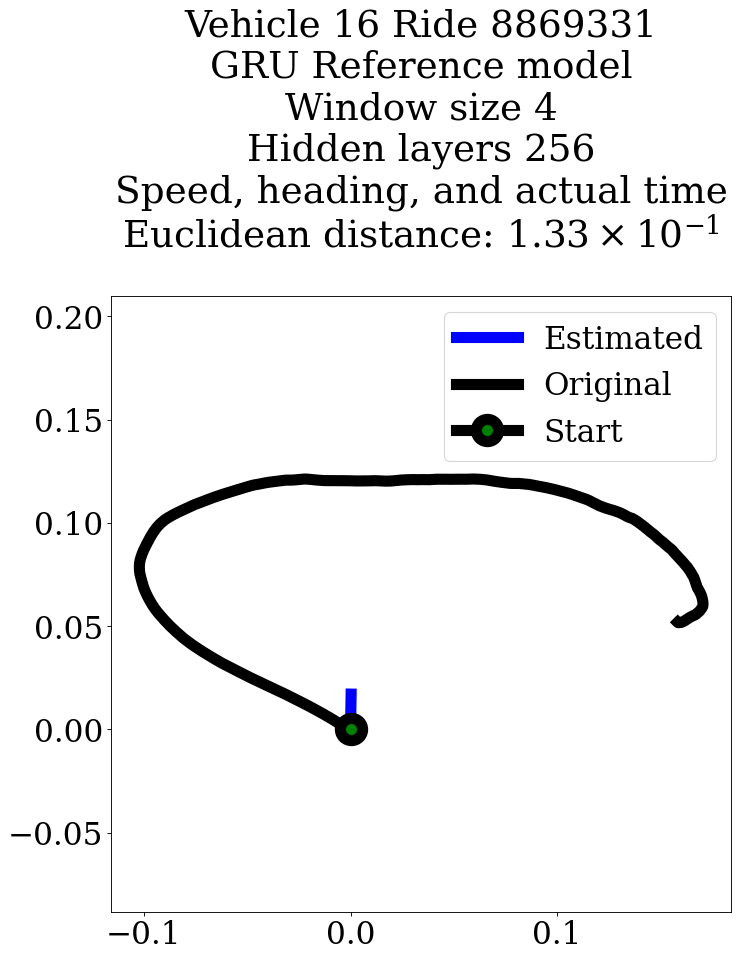 Vehicle 16 Ride 8869331
GRU Reference model
Window size 4
Hidden layers 256
Speed, heading, and actual time
Euclidean distance: 1.33 × 10⁻¹
Estimated
Original
Start
0.20
0.15
0.10
0.05
0.00
−0.05
−0.1
0.0
0.1